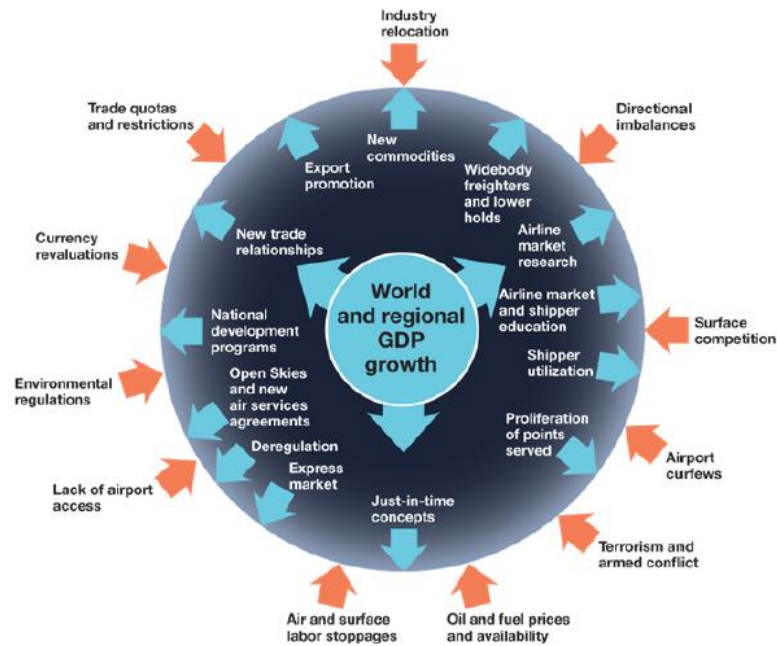 Industry
relocation
Trade quotas
and restrictions
Directional
imbalances
New
commodities
Export
promotion
Widebody
freighters
and lower
holds
New trade
relationships
Airline
market
research
Currency
revaluations
World
and regional
GDP
growth
Airline market
and shipper
education
National
development
programs
Surface
competition
Shipper
utilization
Environmental
regulations
Open Skies
and new
air services
agreements
Proliferation
of points
served
Deregulation
Express
market
Airport
curfews
Lack of airport
access
Just-in-time
concepts
Terrorism and
armed conflict
Air and surface
labor stoppages
Oil and fuel prices
and availability